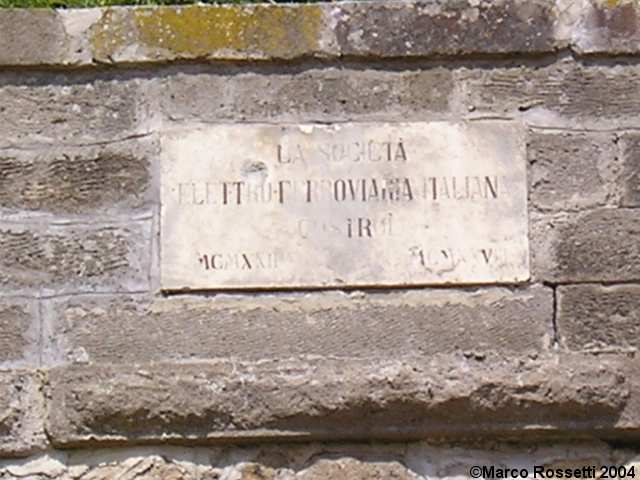 LA SOCIETÀ
ELETTRO-FERROVIARIA ITALIANA
COSTRUÌ
©Marco Rossetti 2004